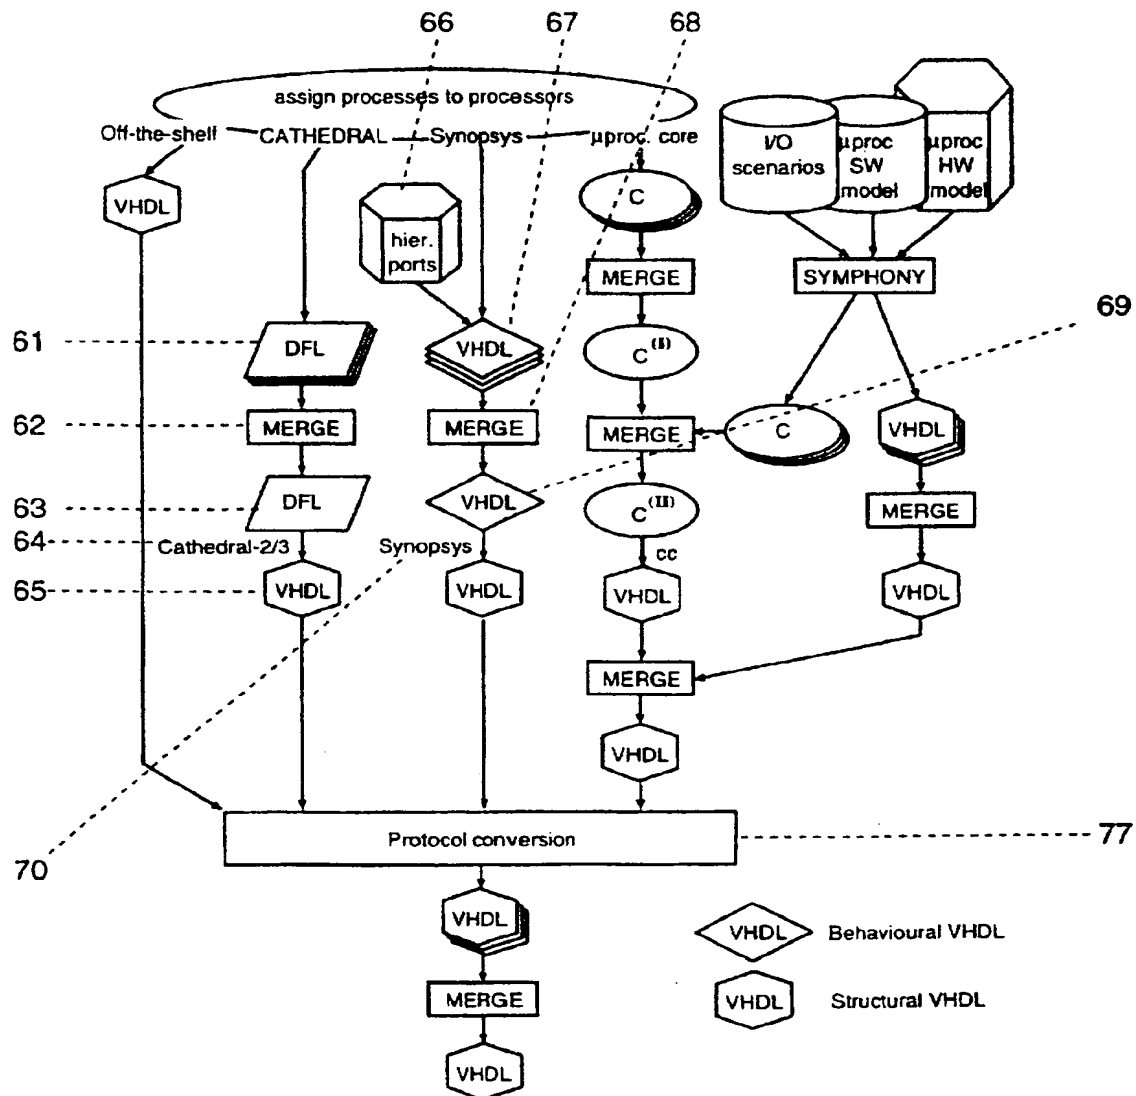 66
67
68
assign processes to processors
Off-the-shelf
CATHEDRAL
Synopsys
µproc. core
I/O
scenarios
µproc
SW
model
µproc
HW
model
VHDL
C
hier.
ports
MERGE
SYMPHONY
69
61
DFL
VHDL
C(I)
62
MERGE
MERGE
MERGE
C
VHDL
63
DFL
VHDL
C(II)
MERGE
64
Cathedral-2/3
Synopsys
cc
65
VHDL
VHDL
VHDL
VHDL
MERGE
VHDL
Protocol conversion
77
70
VHDL
VHDL
Behavioural VHDL
MERGE
VHDL
Structural VHDL
VHDL